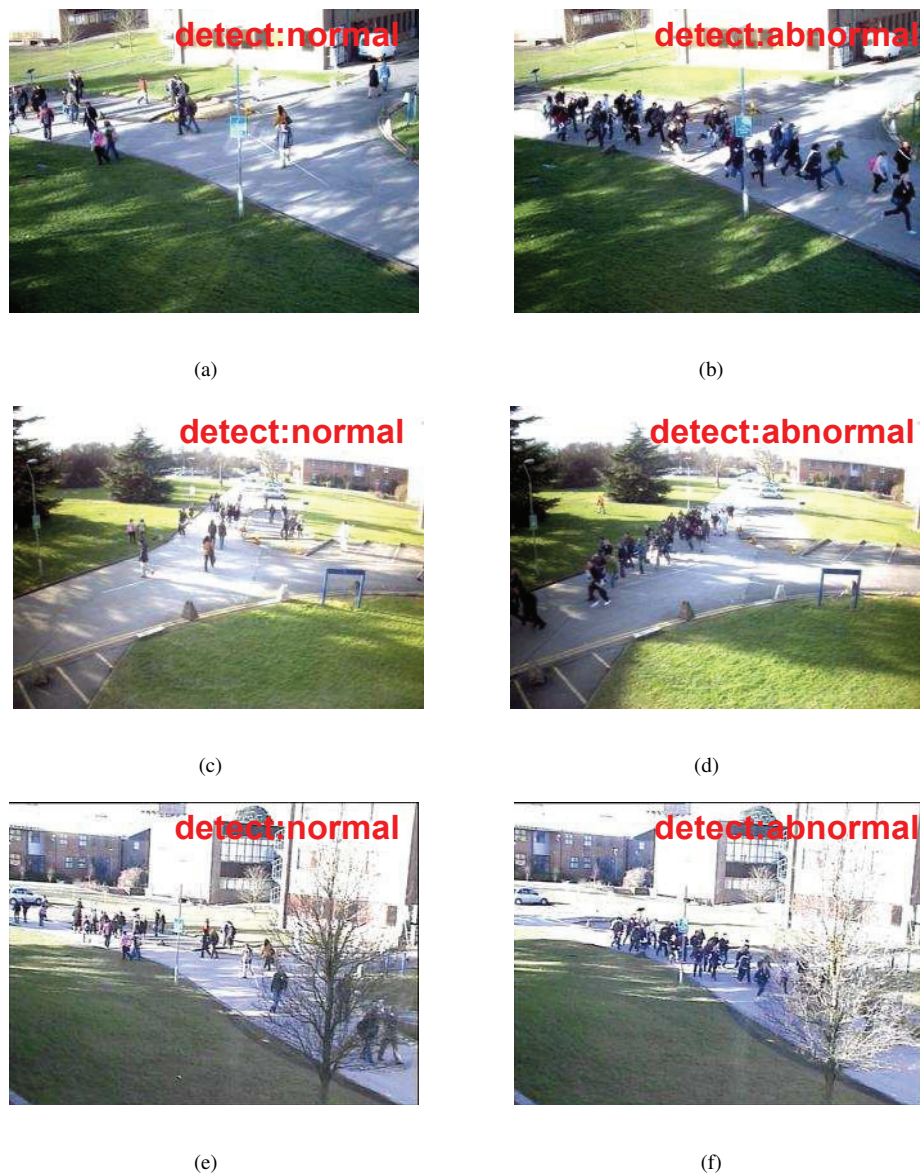 detect:normal
detect:abnormal
(a)
(b)
detect:normal
detect:abnormal
(c)
(d)
detect:normal
detect:abnormal
(e)
(f)